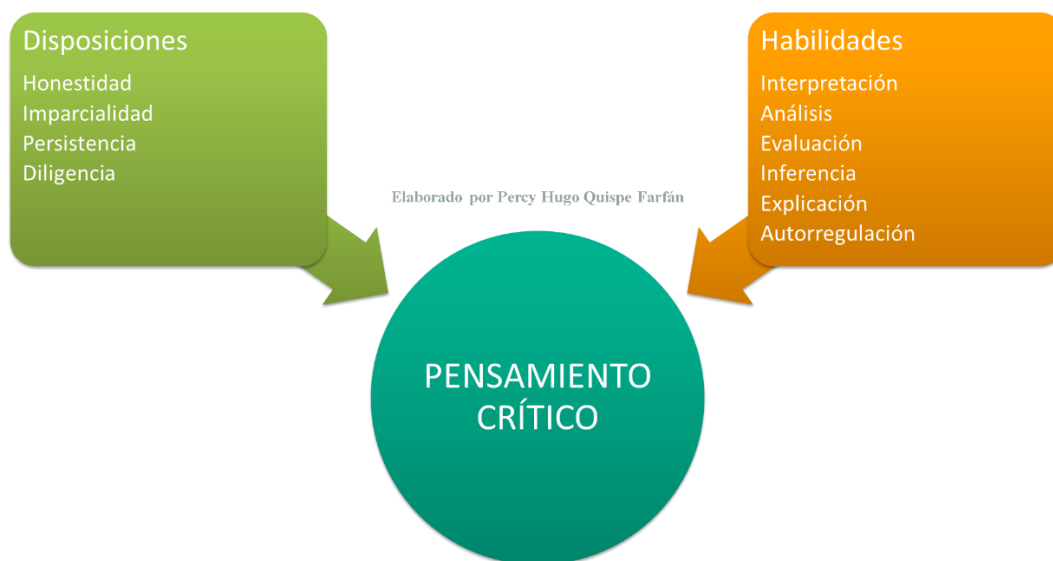 Disposiciones
Honestidad
Imparcialidad
Persistencia
Diligencia
Habilidades
Interpretación
Análisis
Evaluación
Inferencia
Explicación
Autorregulación
Elaborado por Percy Hugo Quispe Farfán
PENSAMIENTO
CRÍTICO